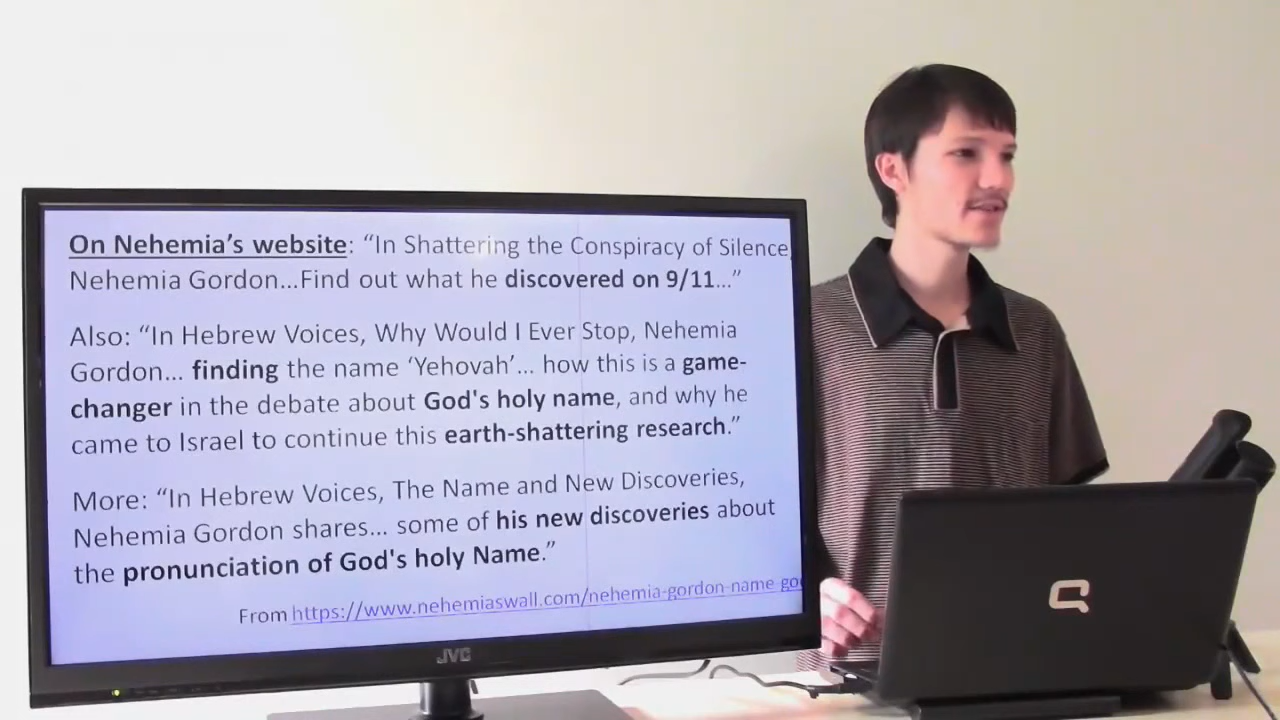 On Nehemia’s website: “In Shattering the Conspiracy of Silence,
Nehemia Gordon…Find out what he discovered on 9/11…”
Also: “In Hebrew Voices, Why Would I Ever Stop, Nehemia
Gordon… finding the name ‘Yehovah’… how this is a game-
changer in the debate about God's holy name, and why he
came to Israel to continue this earth-shattering research.”
More: “In Hebrew Voices, The Name and New Discoveries,
Nehemia Gordon shares… some of his new discoveries about
the pronunciation of God's holy Name.”
From https://www.nehemiaswall.com/nehemia-gordon-name-go
JVC